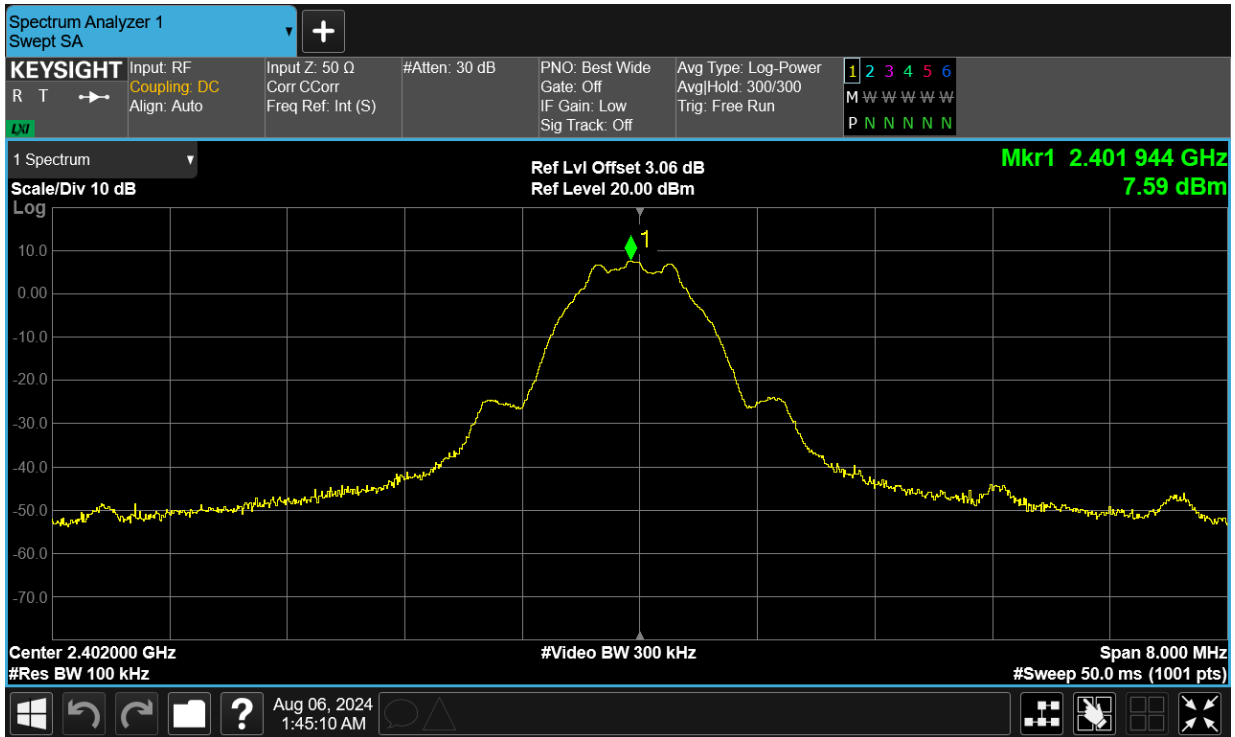 Spectrum Analyzer 1
Swept SA
+
KEYSIGHT
R T
LXI
Input: RF
Coupling: DC
Align: Auto
Input Z: 50 Ω
Corr CCorr
Freq Ref: Int (S)
#Atten: 30 dB
PNO: Best Wide
Gate: Off
IF Gain: Low
Sig Track: Off
Avg Type: Log-Power
Avg|Hold: 300/300
Trig: Free Run
1 2 3 4 5 6
M W W W W W
P N N N N N
1 Spectrum
Scale/Div 10 dB
Log
Ref Lvl Offset 3.06 dB
Ref Level 20.00 dBm
Mkr1 2.401 944 GHz
7.59 dBm
1
10.0
0.00
-10.0
-20.0
-30.0
-40.0
-50.0
-60.0
-70.0
Center 2.402000 GHz
#Video BW 300 kHz
Span 8.000 MHz
#Res BW 100 kHz
#Sweep 50.0 ms (1001 pts)
?
Aug 06, 2024
1:45:10 AM